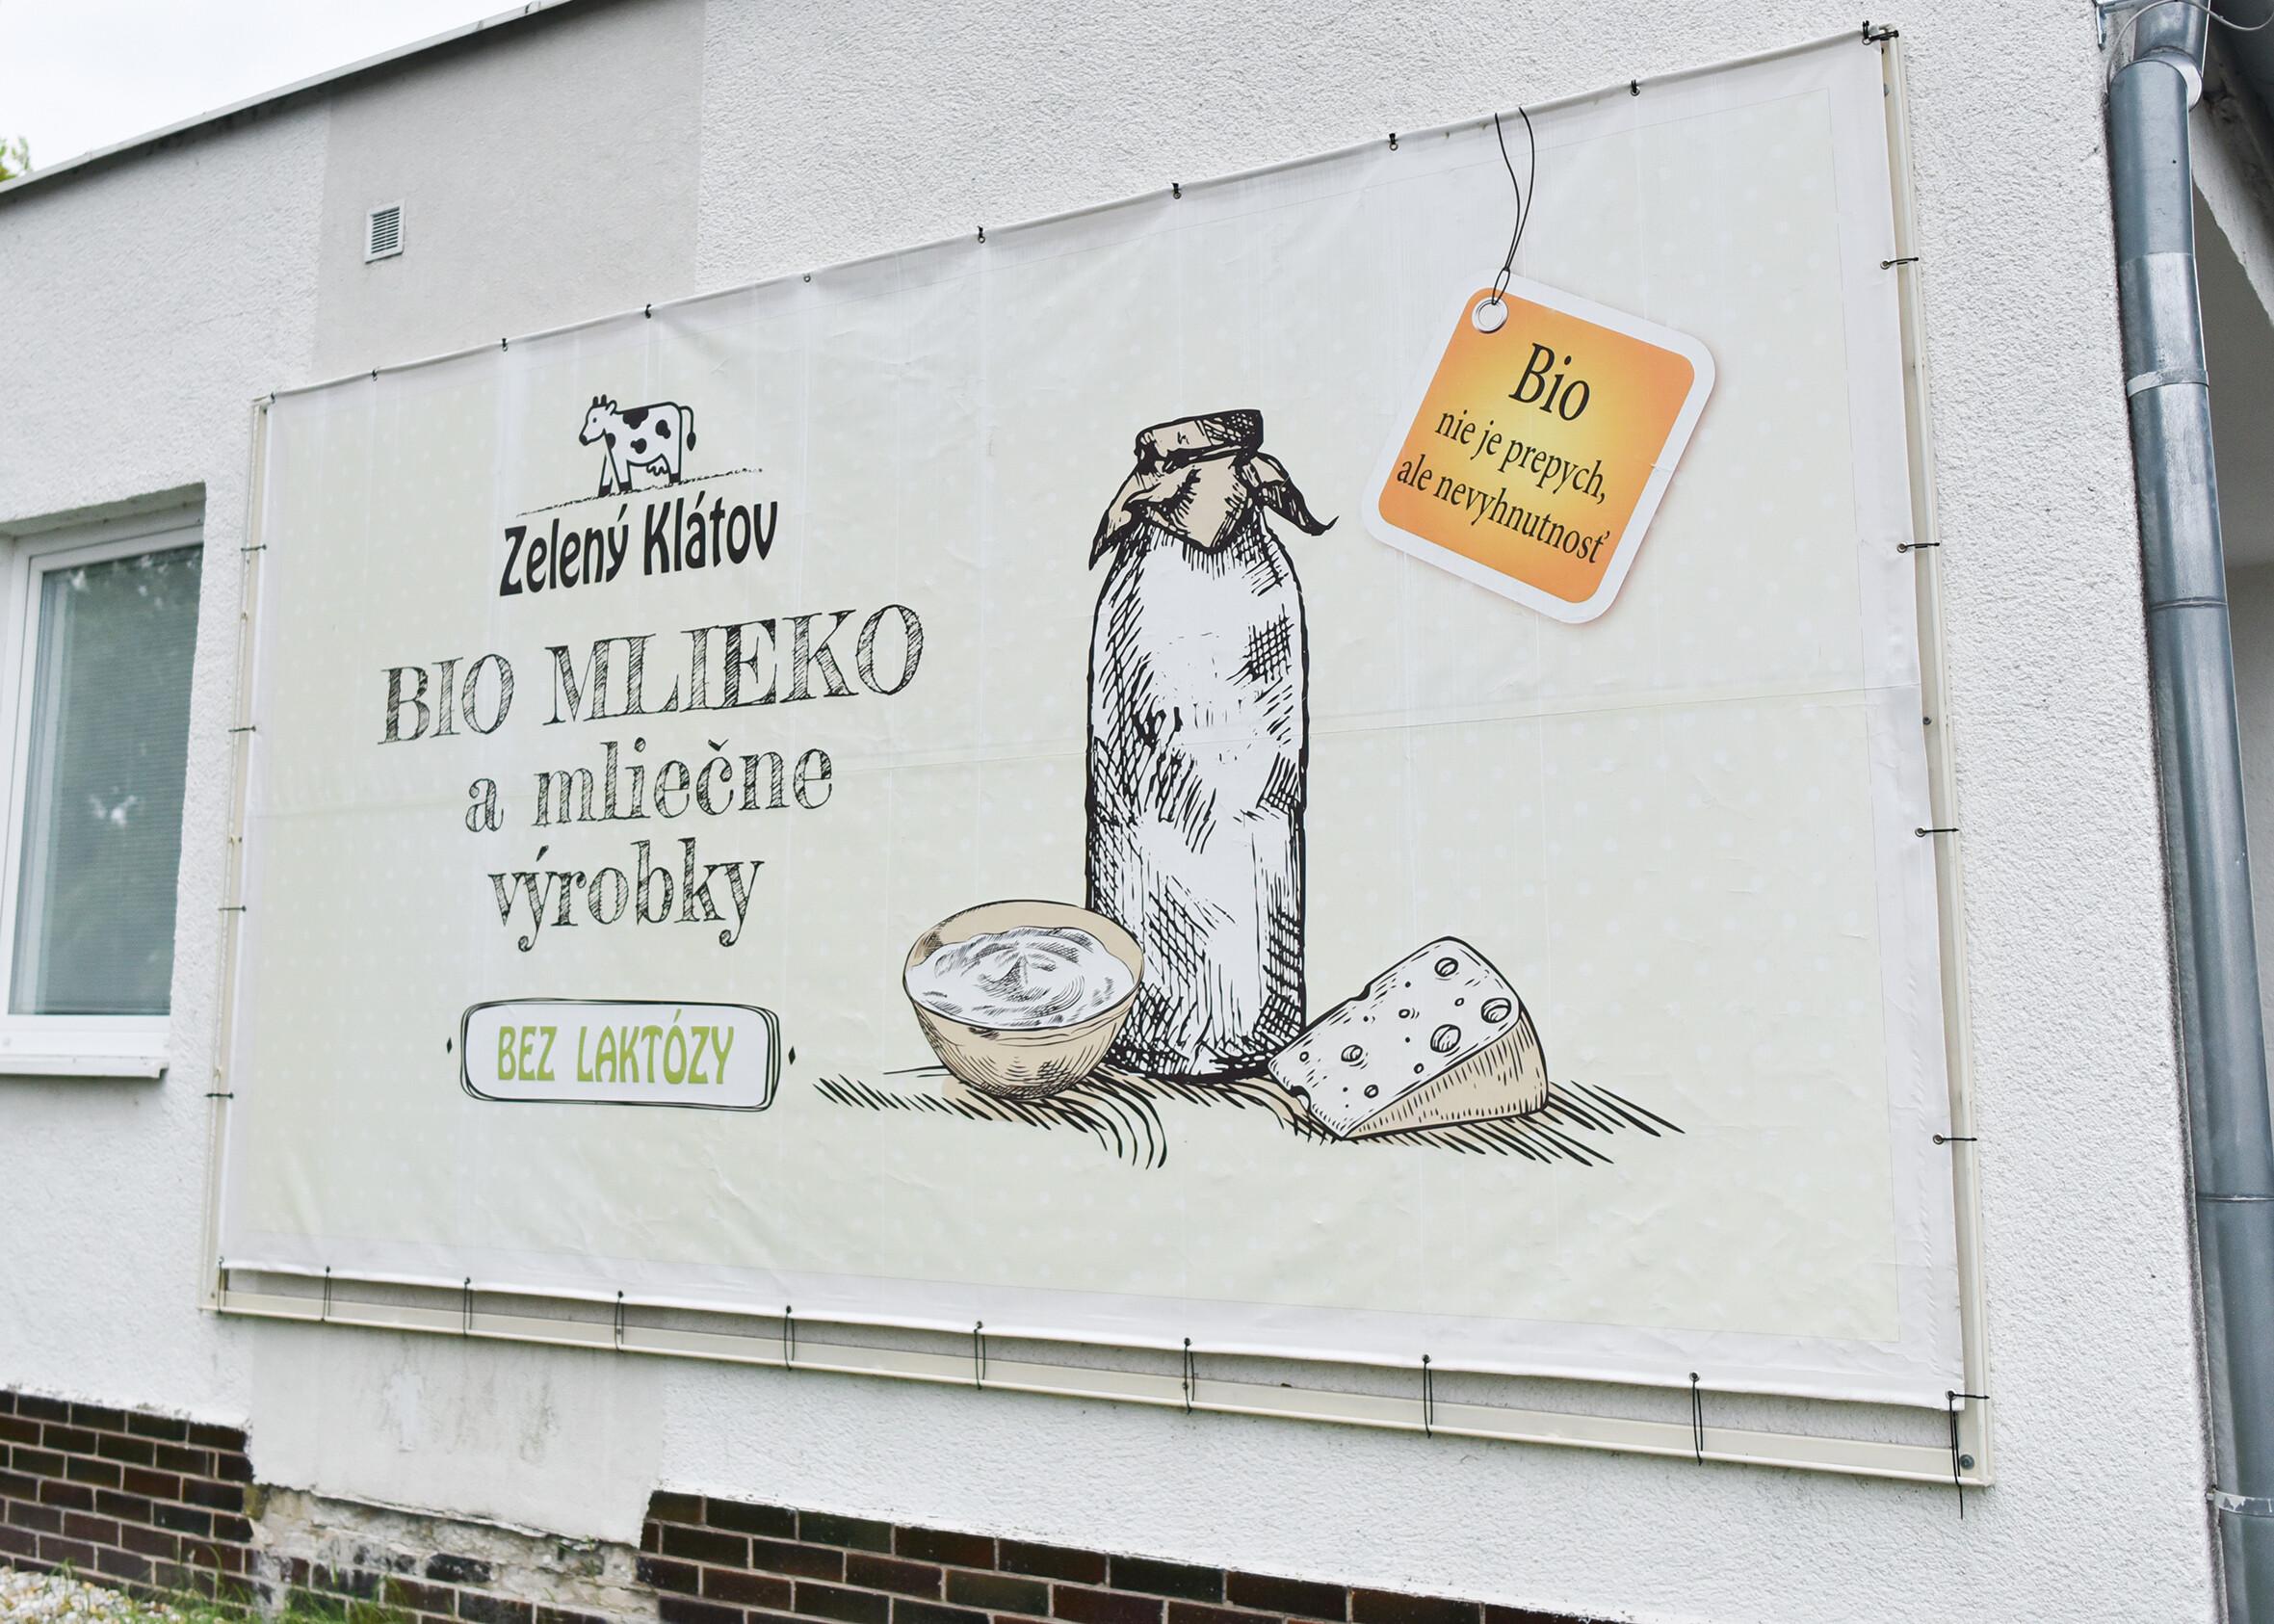 Zelený Klátov
BIO MLIEKO
a mliečne
výrobky
BEZ LAKTÓZY
Bio
nie je prepych,
ale nevyhnutnosť